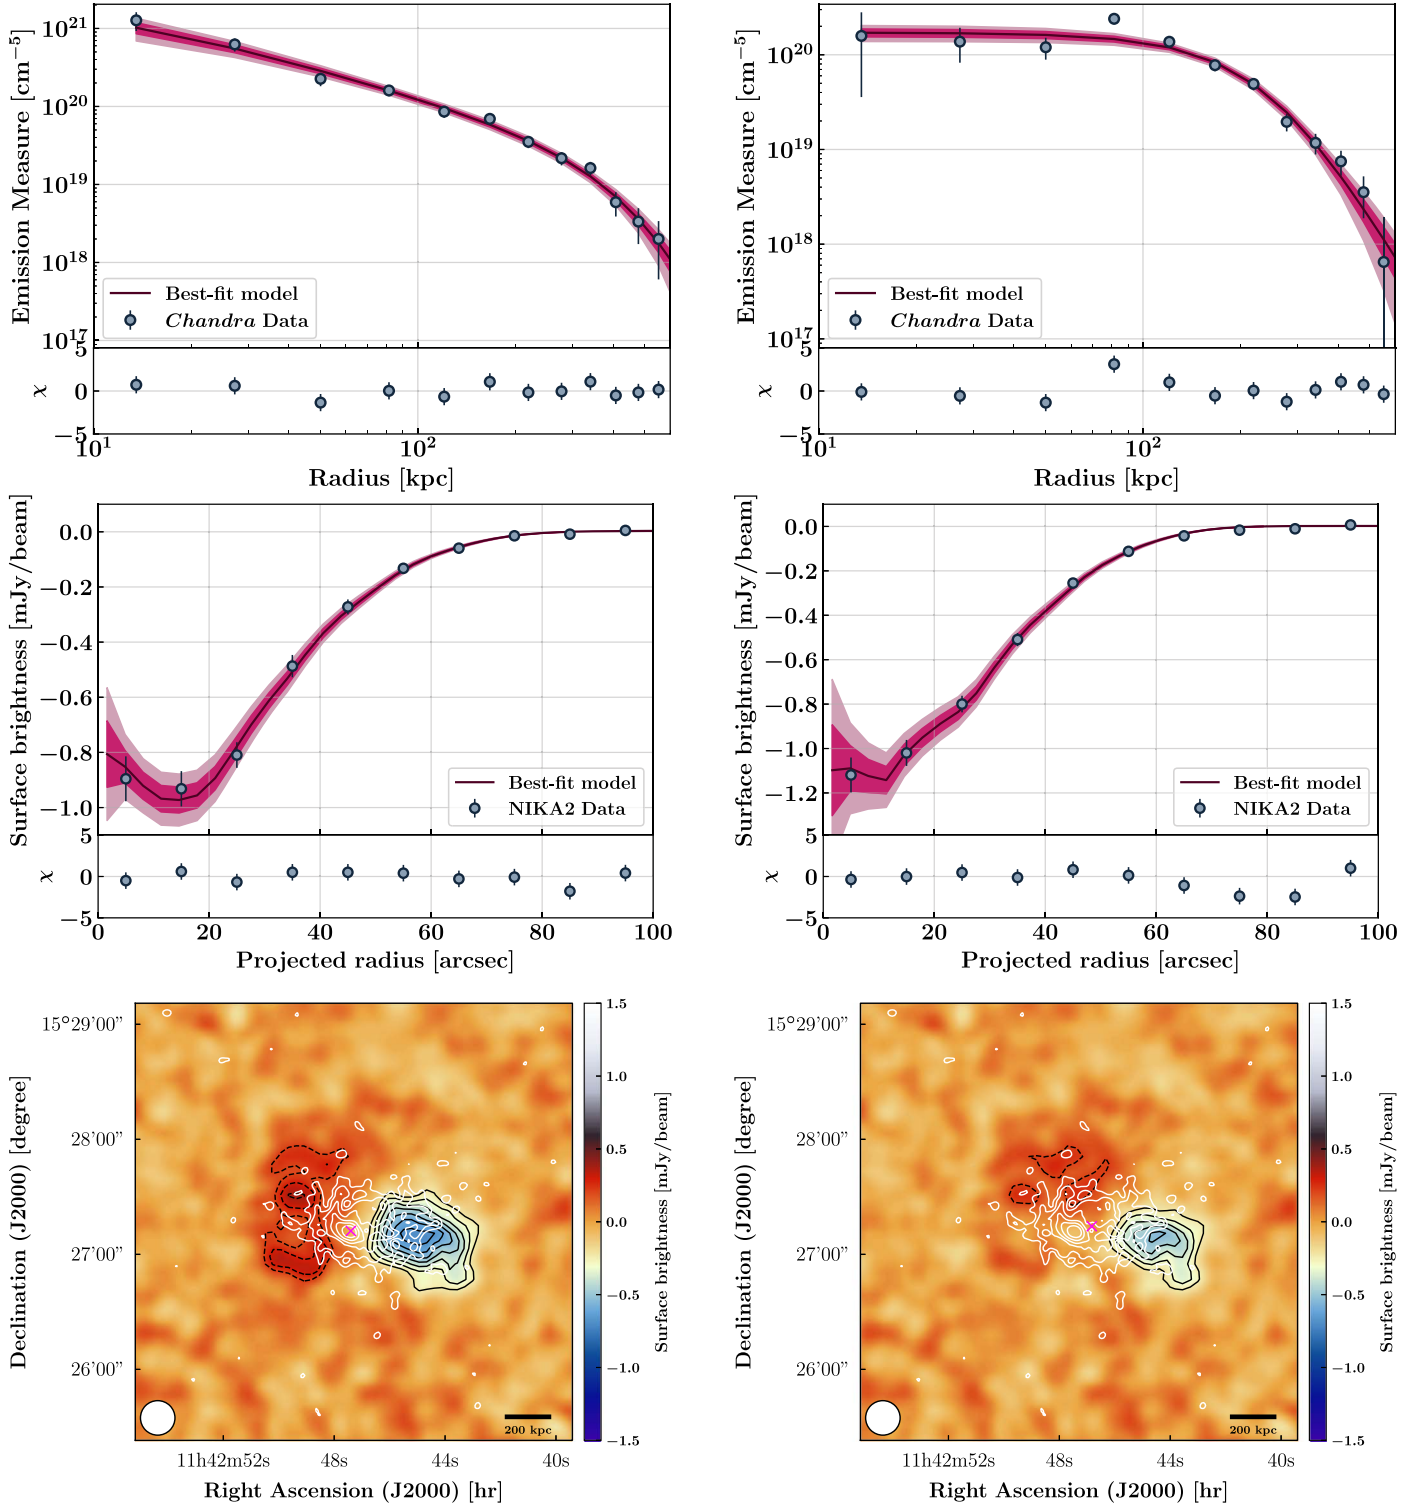 Emission Measure [cm⁻⁵]
10²¹
10²⁰
10¹⁹
10¹⁸
10¹⁷
Best-fit model
Chandra Data
χ
5
0
−5
10¹
10²
Radius [kpc]
Emission Measure [cm⁻⁵]
10²⁰
10¹⁹
10¹⁸
10¹⁷
Best-fit model
Chandra Data
χ
5
0
−5
10¹
10²
Radius [kpc]
Surface brightness [mJy/beam]
0.0
−0.2
−0.4
−0.6
−0.8
−1.0
Best-fit model
NIKA2 Data
χ
5
0
−5
0 20 40 60 80 100
Projected radius [arcsec]
Surface brightness [mJy/beam]
0.0
−0.2
−0.4
−0.6
−0.8
−1.0
−1.2
Best-fit model
NIKA2 Data
χ
5
0
−5
0 20 40 60 80 100
Projected radius [arcsec]
Declination (J2000) [degree]
15°29′00″
28′00″
27′00″
26′00″
200 kpc
11h42m52s 48s 44s 40s
Right Ascension (J2000) [hr]
1.5
1.0
0.5
0.0
−0.5
−1.0
−1.5
Surface brightness [mJy/beam]
Declination (J2000) [degree]
15°29′00″
28′00″
27′00″
26′00″
200 kpc
11h42m52s 48s 44s 40s
Right Ascension (J2000) [hr]
1.5
1.0
0.5
0.0
−0.5
−1.0
−1.5
Surface brightness [mJy/beam]